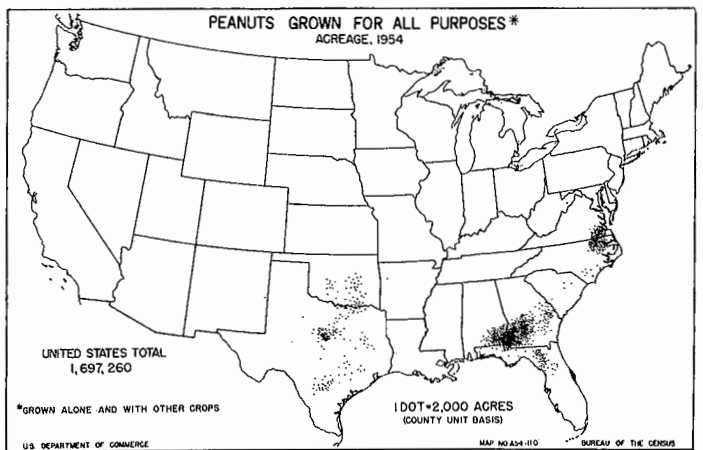 PEANUTS GROWN FOR ALL PURPOSES*
ACREAGE, 1954
UNITED STATES TOTAL
1,697,260
*GROWN ALONE AND WITH OTHER CROPS
1 DOT=2,000 ACRES
(COUNTY UNIT BASIS)
U.S. DEPARTMENT OF COMMERCE
MAP NO A54-110
BUREAU OF THE CENSUS